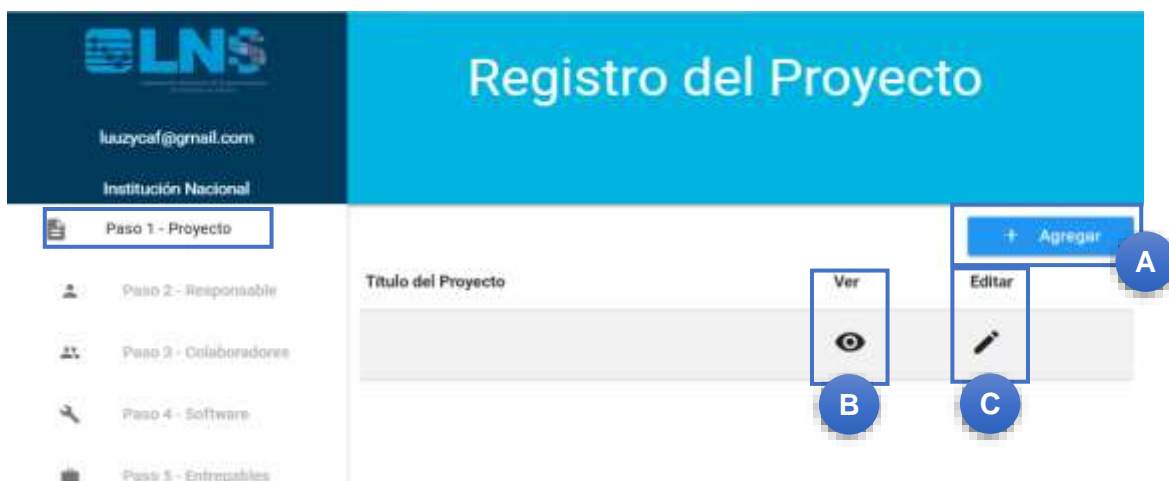 LNS
Registro del Proyecto
luuzycaf@gmail.com
Institución Nacional
Paso 1 - Proyecto
+ Agregar
A
Título del Proyecto
Ver
Editar
Paso 2 - Responsable
Paso 3 - Colaboradores
B
C
Paso 4 - Software
Paso 5 - Entregables